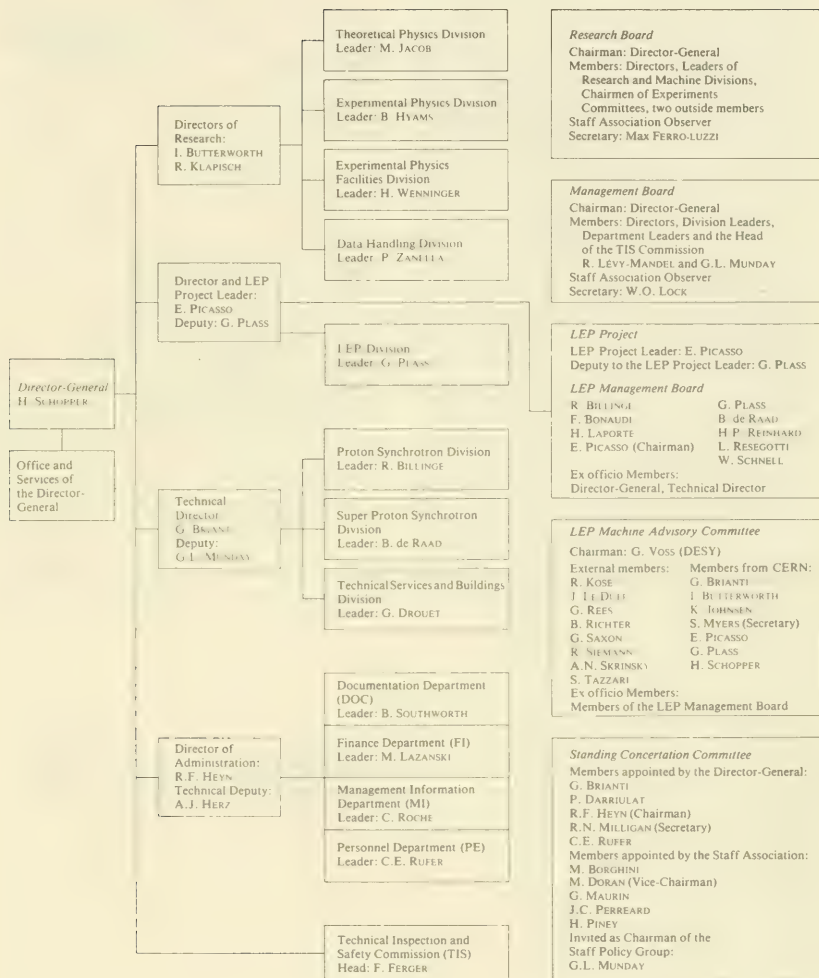 Director-General
H. SCHOPPER
Office and
Services of
the Director-
General
Directors of
Research:
I. BUTTERWORTH
R. KLAPISCH
Theoretical Physics Division
Leader: M. JACOB
Experimental Physics Division
Leader: B. HYAMS
Experimental Physics
Facilities Division
Leader: H. WENNINGER
Data Handling Division
Leader: P. ZANELLA
Director and LEP
Project Leader:
E. PICASSO
Deputy: G. PLASS
LEP Division
Leader: G. PLASS
Technical
Director
G. BRIANTI
Deputy:
G.L. MUNDAY
Proton Synchrotron Division
Leader: R. BILLINGE
Super Proton Synchrotron
Division
Leader: B. de RAAD
Technical Services and Buildings
Division
Leader: G. DROUET
Director of
Administration:
R.F. HEYN
Technical Deputy:
A.J. HERZ
Documentation Department
(DOC)
Leader: B. SOUTHWORTH
Finance Department (FI)
Leader: M. LAZANSKI
Management Information
Department (MI)
Leader: C. ROCHE
Personnel Department (PE)
Leader: C.E. RUFER
Technical Inspection and
Safety Commission (TIS)
Head: F. FERGER
Research Board
Chairman: Director-General
Members: Directors, Leaders of
Research and Machine Divisions,
Chairmen of Experiments
Committees, two outside members
Staff Association Observer
Secretary: Max FERRO-LUZZI
Management Board
Chairman: Director-General
Members: Directors, Division Leaders,
Department Leaders and the Head
of the TIS Commission
R. LÉVY-MANDEL and G.L. MUNDAY
Staff Association Observer
Secretary: W.O. LOCK
LEP Project
LEP Project Leader: E. PICASSO
Deputy to the LEP Project Leader: G. PLASS
LEP Management Board
R. BILLINGE
F. BONAUDI
H. LAPORTE
E. PICASSO (Chairman)
G. PLASS
B. de RAAD
H.P. REINHARD
L. RESEGOTTI
W. SCHNELL
Ex officio Members:
Director-General, Technical Director
LEP Machine Advisory Committee
Chairman: G. VOSS (DESY)
External members:
R. KOSE
J. LE DUFF
G. REES
B. RICHTER
G. SAXON
R. SIEMANN
A.N. SKRINSKY
S. TAZZARI
Members from CERN:
G. BRIANTI
I. BUTTERWORTH
K. JOHNSEN
S. MYERS (Secretary)
E. PICASSO
G. PLASS
H. SCHOPPER
Ex officio Members:
Members of the LEP Management Board
Standing Concertation Committee
Members appointed by the Director-General:
G. BRIANTI
P. DARRIULAT
R.F. HEYN (Chairman)
R.N. MILLIGAN (Secretary)
C.E. RUFER
Members appointed by the Staff Association:
M. BORGHINI
M. DORAN (Vice-Chairman)
G. MAURIN
J.C. PERREARD
H. PINEY
Invited as Chairman of the
Staff Policy Group:
G.L. MUNDAY